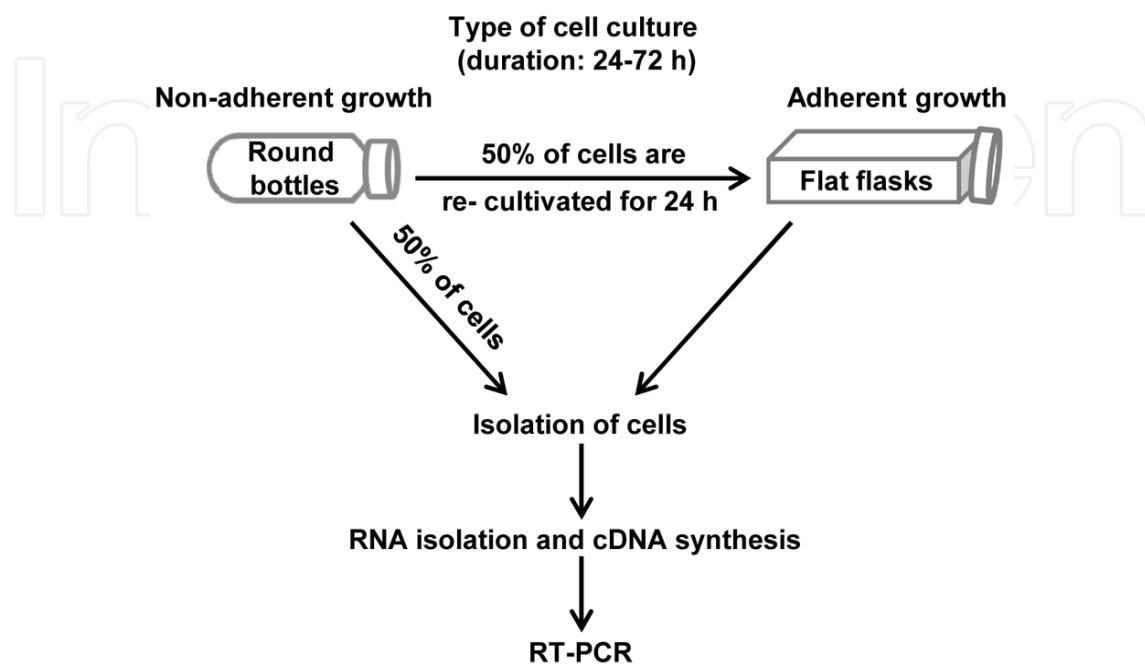 Type of cell culture
(duration: 24-72 h)
Non-adherent growth
Adherent growth
Round
bottles
50% of cells are
re- cultivated for 24 h
Flat flasks
50% of cells
Isolation of cells
RNA isolation and cDNA synthesis
RT-PCR